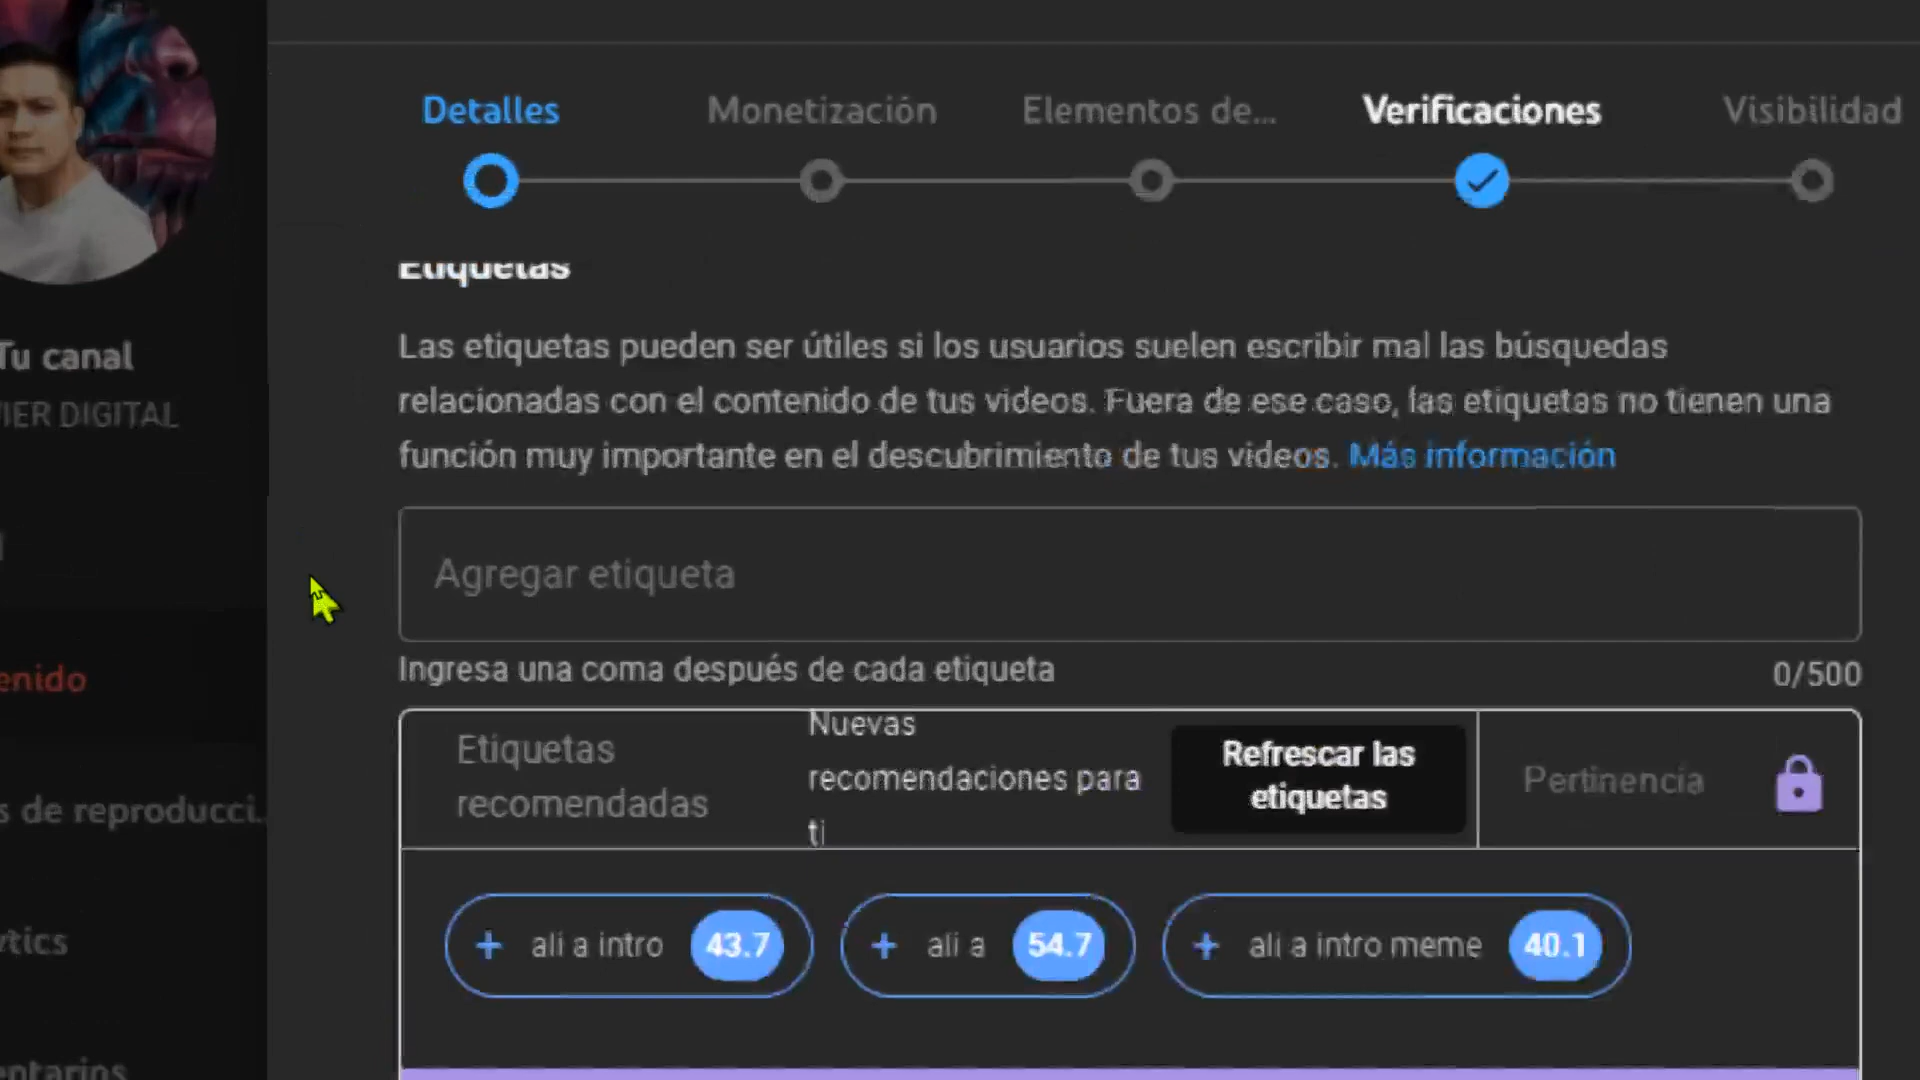 Detalles
Monetización
Elementos de...
Verificaciones
Visibilidad
Etiquetas
Tu canal
VIER DIGITAL
Las etiquetas pueden ser útiles si los usuarios suelen escribir mal las búsquedas
relacionadas con el contenido de tus videos. Fuera de ese caso, las etiquetas no tienen una
función muy importante en el descubrimiento de tus videos. Más información
Agregar etiqueta
enido
Ingresa una coma después de cada etiqueta
0/500
Etiquetas
recomendadas
Nuevas
recomendaciones para
ti
Refrescar las
etiquetas
Pertinencia
s de reproducci.
+ ali a intro 43.7
+ ali a 54.7
+ ali a intro meme 40.1
ytics
entarios